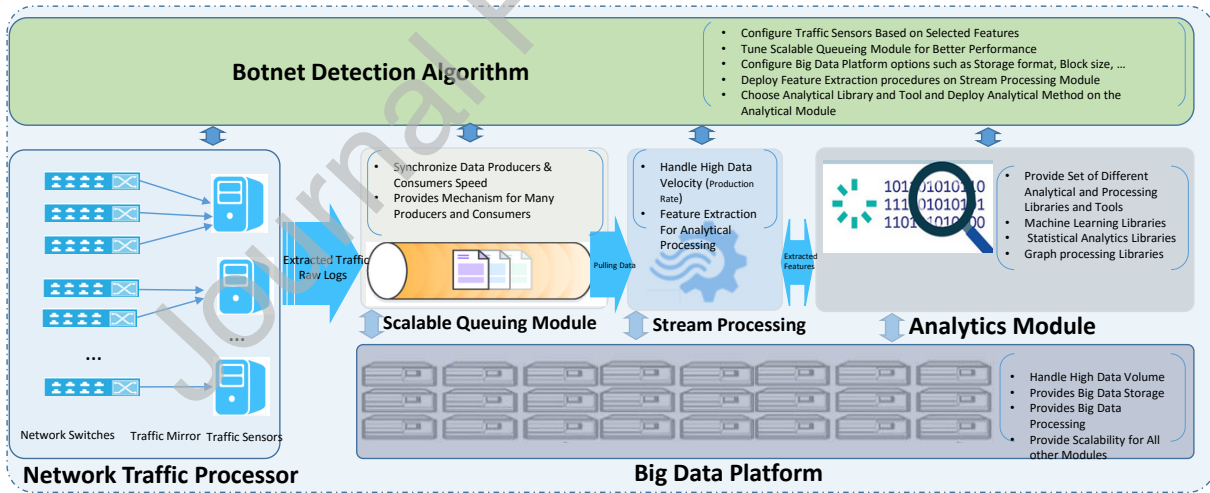 Botnet Detection Algorithm
• Configure Traffic Sensors Based on Selected Features
• Tune Scalable Queueing Module for Better Performance
• Configure Big Data Platform options such as Storage format, Block size, ...
• Deploy Feature Extraction procedures on Stream Processing Module
• Choose Analytical Library and Tool and Deploy Analytical Method on the
Analytical Module
...
...
Network Switches
Traffic Mirror
Traffic Sensors
Network Traffic Processor
Extracted Traffic
Raw Logs
• Synchronize Data Producers &
Consumers Speed
• Provides Mechanism for Many
Producers and Consumers
Scalable Queuing Module
Pulling Data
• Handle High Data
Velocity (Production
Rate)
• Feature Extraction
For Analytical
Processing
Stream Processing
Extracted
Features
• Provide Set of Different
Analytical and Processing
Libraries and Tools
• Machine Learning Libraries
• Statistical Analytics Libraries
• Graph processing Libraries
Analytics Module
• Handle High Data Volume
• Provides Big Data Storage
• Provides Big Data
Processing
• Provide Scalability for All
other Modules
Big Data Platform
Journal